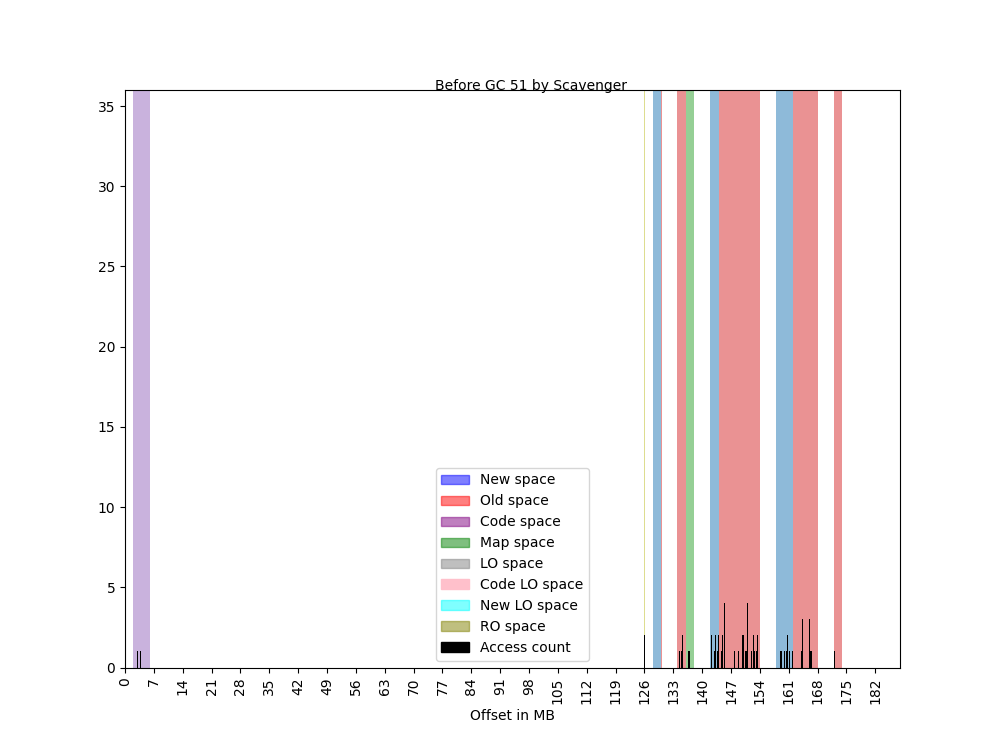 Before GC 51 by Scavenger
35
30
25
20
15
10
5
0
New space
Old space
Code space
Map space
LO space
Code LO space
New LO space
RO space
Access count
0 7 14 21 28 35 42 49 56 63 70 77 84 91 98 105 112 119 126 133 140 147 154 161 168 175 182
Offset in MB